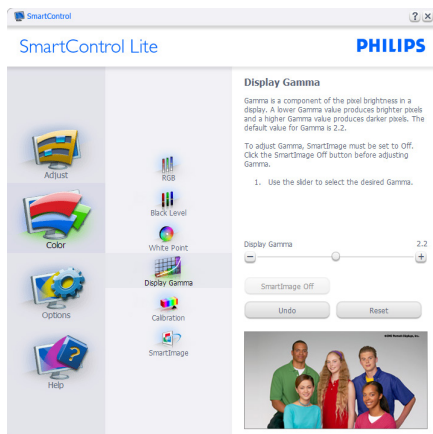 SmartControl
? x
SmartControl Lite
PHILIPS
Display Gamma
Gamma is a component of the pixel brightness in a
display. A lower Gamma value produces brighter pixels
and a higher Gamma value produces darker pixels. The
default value for Gamma is 2.2.
To adjust Gamma, SmartImage must be set to Off.
Click the SmartImage Off button before adjusting
Gamma.
1. Use the slider to select the desired Gamma.
Adjust
Color
Options
Help
RGB
Black Level
White Point
Display Gamma
Calibration
SmartImage
Display Gamma 2.2
SmartImage Off
Undo Reset